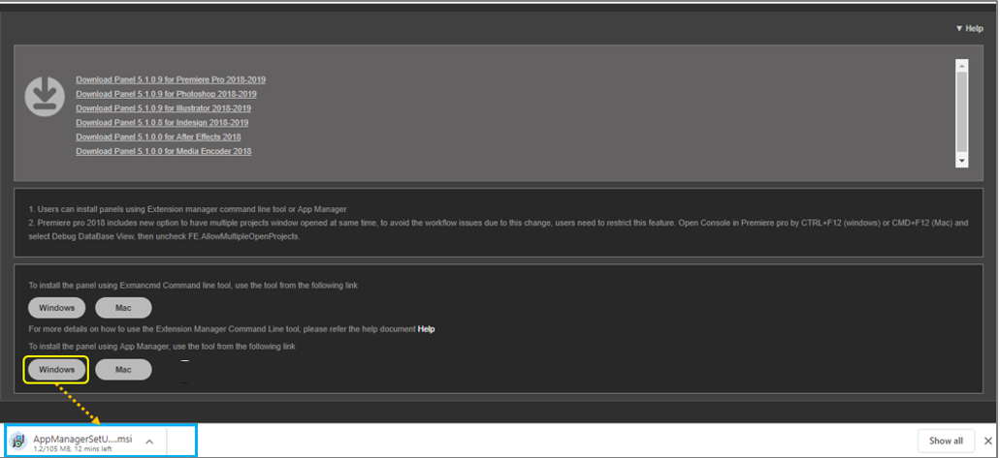 ▼ Help
Download Panel 5.1.0.9 for Premiere Pro 2018-2019
Download Panel 5.1.0.9 for Photoshop 2018-2019
Download Panel 5.1.0.9 for Illustrator 2018-2019
Download Panel 5.1.0.8 for Indesign 2018-2019
Download Panel 5.1.0.0 for After Effects 2018
Download Panel 5.1.0.0 for Media Encoder 2018
1. Users can install panels using Extension manager command line tool or App Manager
2. Premiere pro 2018 includes new option to have multiple projects window opened at same time, to avoid the workflow issues due to this change, users need to restrict this feature. Open Console in Premiere pro by CTRL+F12 (windows) or CMD+F12 (Mac) and
select Debug DataBase View, then uncheck FE.AllowMultipleOpenProjects.
To install the panel using Exmancmd Command line tool, use the tool from the following link
Windows Mac
For more details on how to use the Extension Manager Command Line tool, please refer the help document Help
To install the panel using App Manager, use the tool from the following link
Windows Mac
AppManagerSetU....msi
1.2/105 MB, 12 mins left
Show all